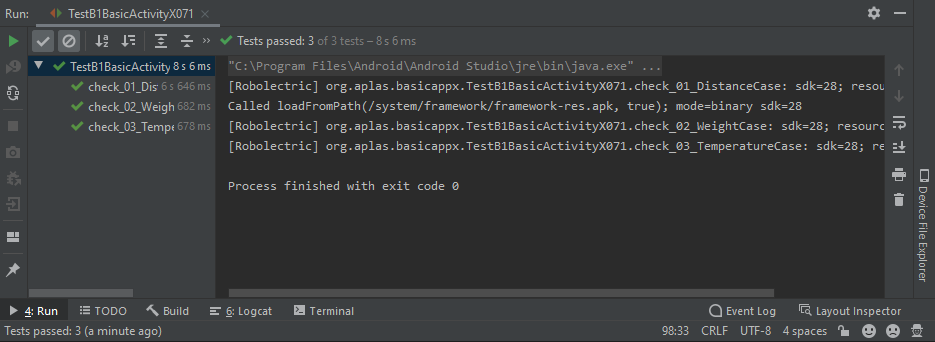 Run: TestB1BasicActivityX071
Tests passed: 3 of 3 tests – 8 s 6 ms
TestB1BasicActivity 8 s 6 ms
check_01_Dis 6 s 646 ms
check_02_Weigh 682 ms
check_03_Tempe 678 ms
"C:\Program Files\Android\Android Studio\jre\bin\java.exe" ...
[Robolectric] org.aplas.basicappx.TestB1BasicActivityX071.check_01_DistanceCase: sdk=28; resou
Called loadFromPath(/system/framework/framework-res.apk, true); mode=binary sdk=28
[Robolectric] org.aplas.basicappx.TestB1BasicActivityX071.check_02_WeightCase: sdk=28; resourc
[Robolectric] org.aplas.basicappx.TestB1BasicActivityX071.check_03_TemperatureCase: sdk=28; re
Process finished with exit code 0
Device File Explorer
4: Run TODO Build 6: Logcat Terminal Event Log Layout Inspector
Tests passed: 3 (a minute ago) 98:33 CRLF UTF-8 4 spaces